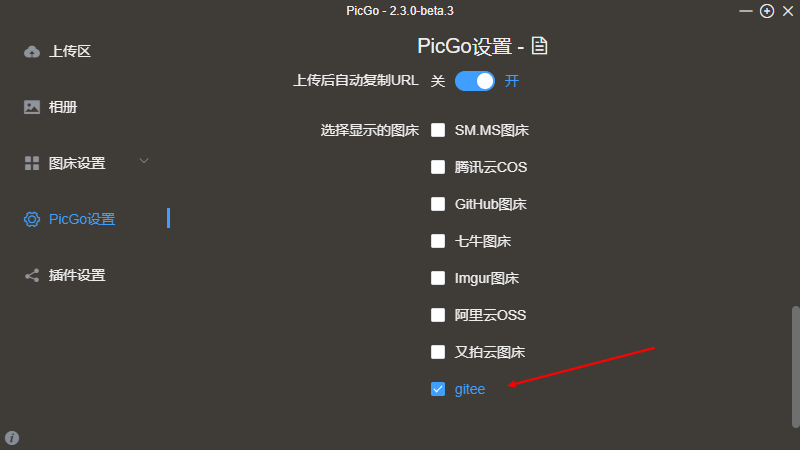 PicGo - 2.3.0-beta.3
上传区
相册
图床设置
PicGo设置
插件设置
PicGo设置 -
上传后自动复制URL 关 开
选择显示的图床
SM.MS图床
腾讯云COS
GitHub图床
七牛图床
Imgur图床
阿里云OSS
又拍云图床
gitee